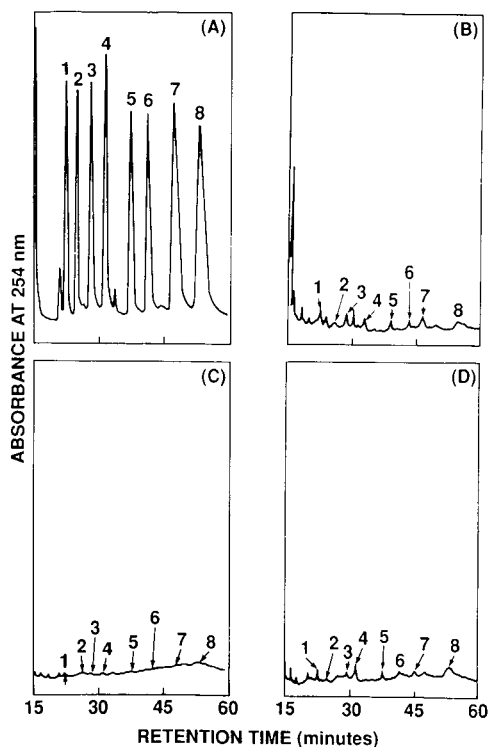 (A)
1 2 3 4 5 6 7 8
(B)
1 2 3 4 5 6 7 8
(C)
1 2 3 4 5 6 7 8
15 30 45 60
(D)
1 2 3 4 5 6 7 8
15 30 45 60
ABSORBANCE AT 254 nm
RETENTION TIME (minutes)